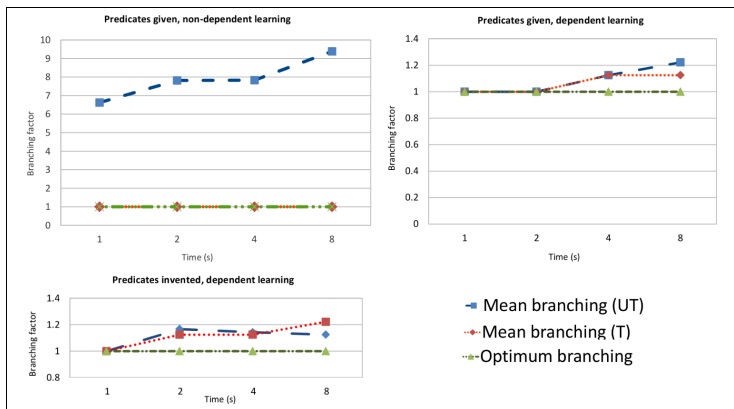 Predicates given, non-dependent learning
10
9
8
7
6
5
4
3
2
1
0
Branching factor
1 2 4 8
Time (s)
Predicates given, dependent learning
1.4
1.2
1
0.8
0.6
0.4
0.2
0
Branching factor
1 2 4 8
Time (s)
Predicates invented, dependent learning
1.4
1.2
1
0.8
Branching factor
1 2 4 8
Time (s)
Mean branching (UT)
Mean branching (T)
Optimum branching